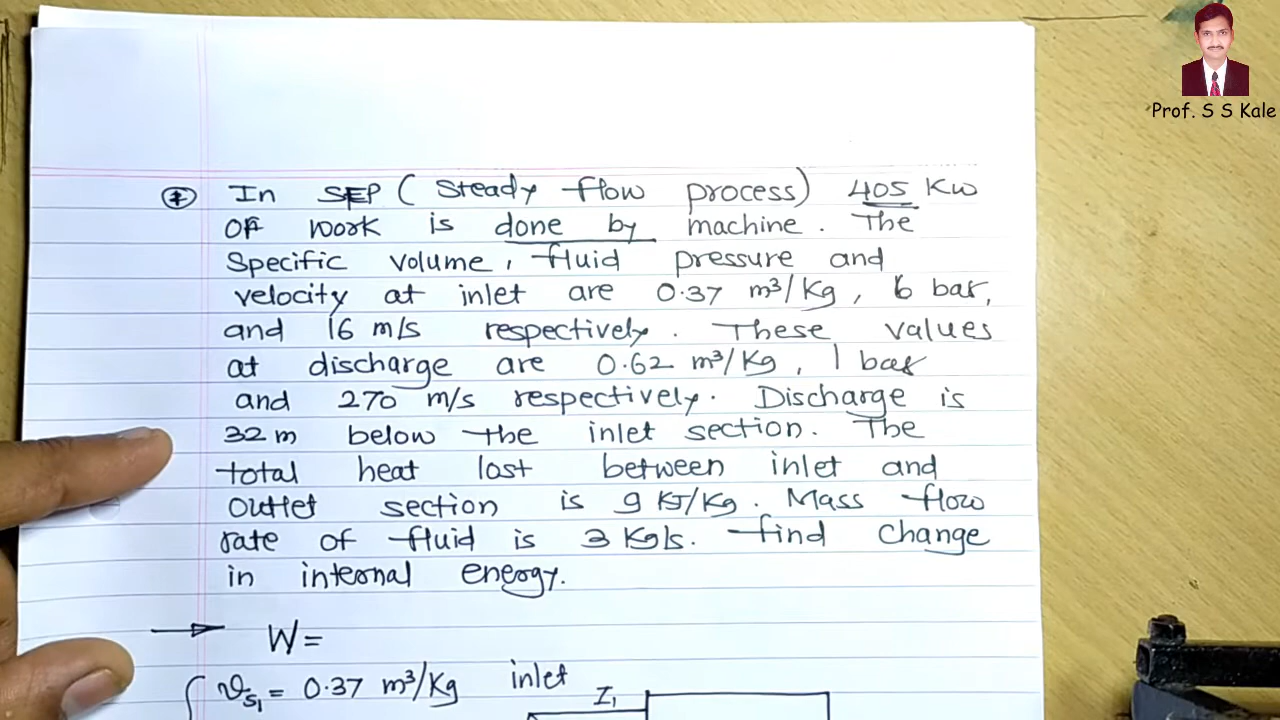 Prof. S S Kale
In SFP ( Steady flow process) 405 Kw
OF work is done by machine. The
Specific volume, fluid pressure and
velocity at inlet are 0.37 m³/kg, 6 bar,
and 16 m/s respectively. These values
at discharge are 0.62 m³/kg, 1 bar
and 270 m/s respectively. Discharge is
32 m below the inlet section. The
total heat lost between inlet and
outlet section is 9 KJ/Kg. Mass flow
rate of fluid is 3 Kg/s. find change
in internal energy.
→ W =
Vs₁ = 0.37 m³/Kg inlet
I₁